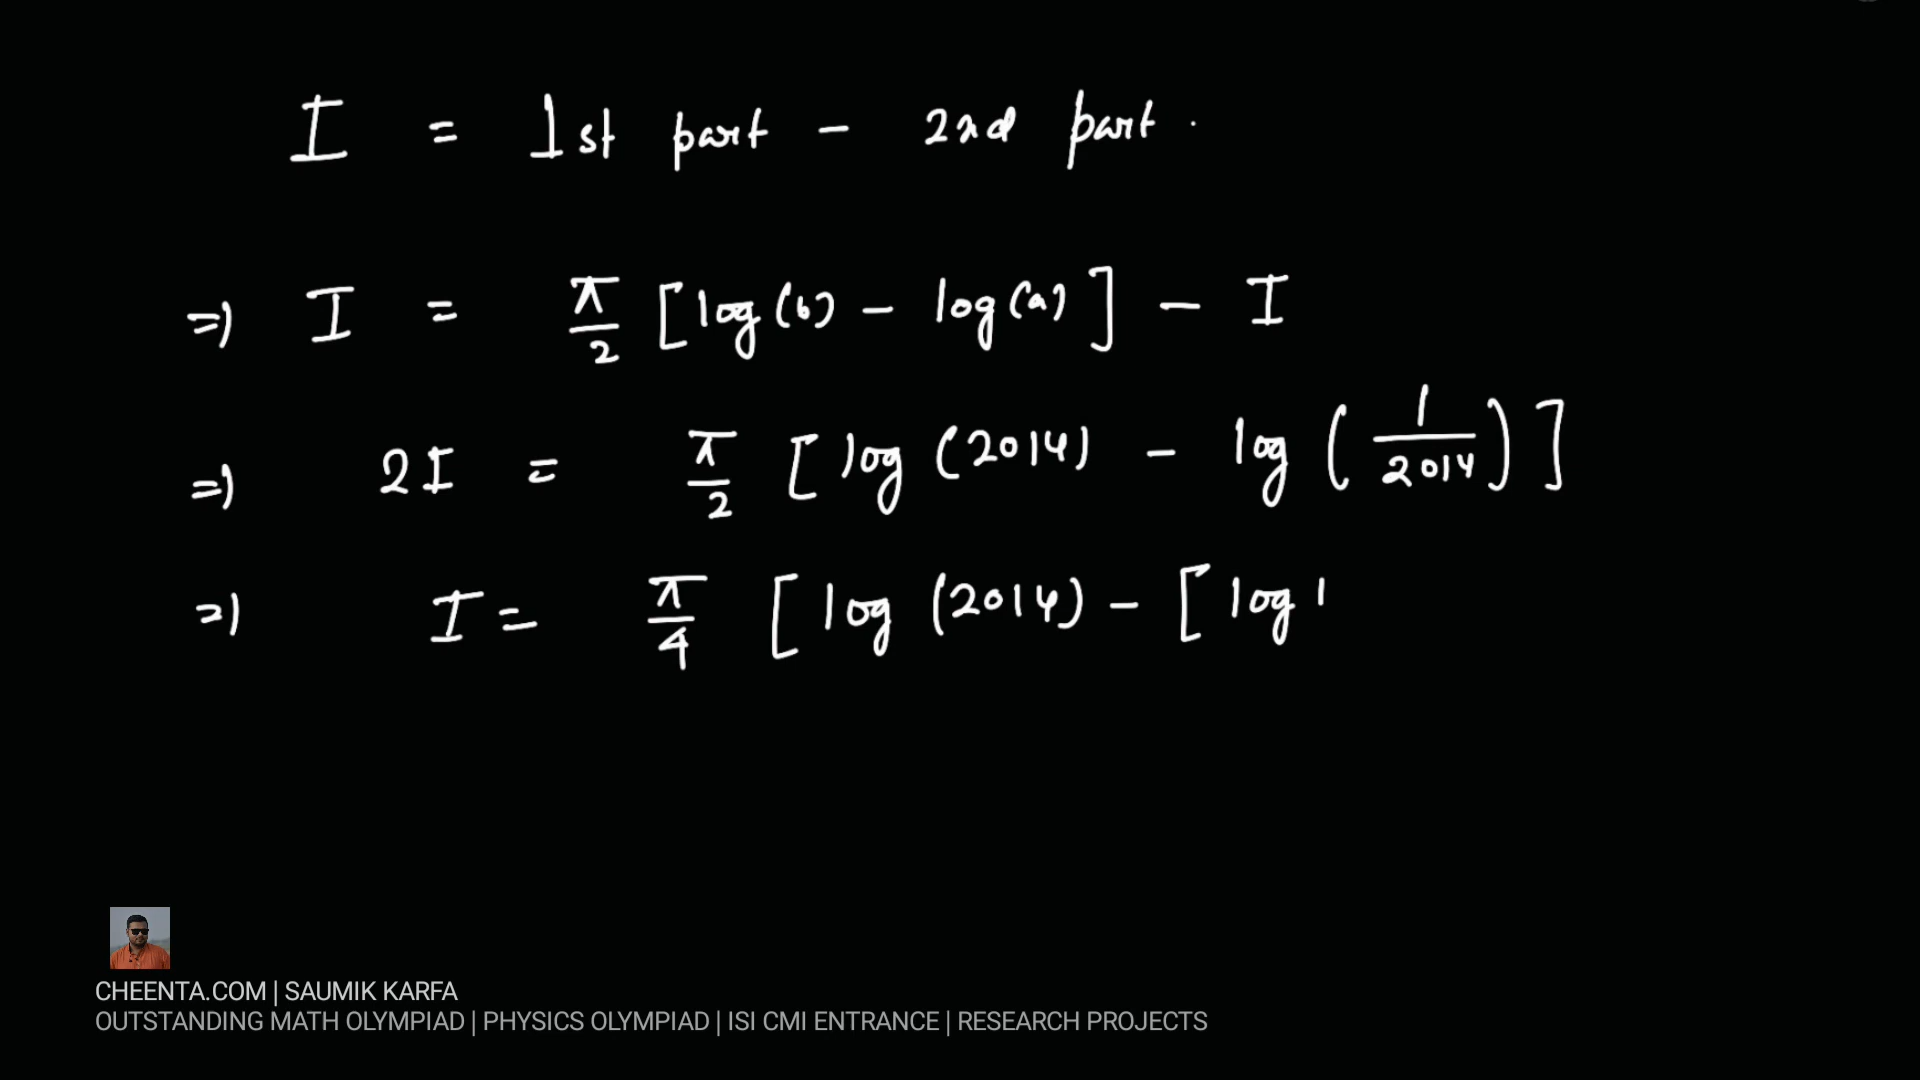 I = 1st part - 2nd part.
=> I = π/2 [log(b) - log(a)] - I
=> 2I = π/2 [log(2014) - log(1/2014)]
=> I = π/4 [log(2014) - [log 1
CHEENTA.COM | SAUMIK KARFA
OUTSTANDING MATH OLYMPIAD | PHYSICS OLYMPIAD | ISI CMI ENTRANCE | RESEARCH PROJECTS